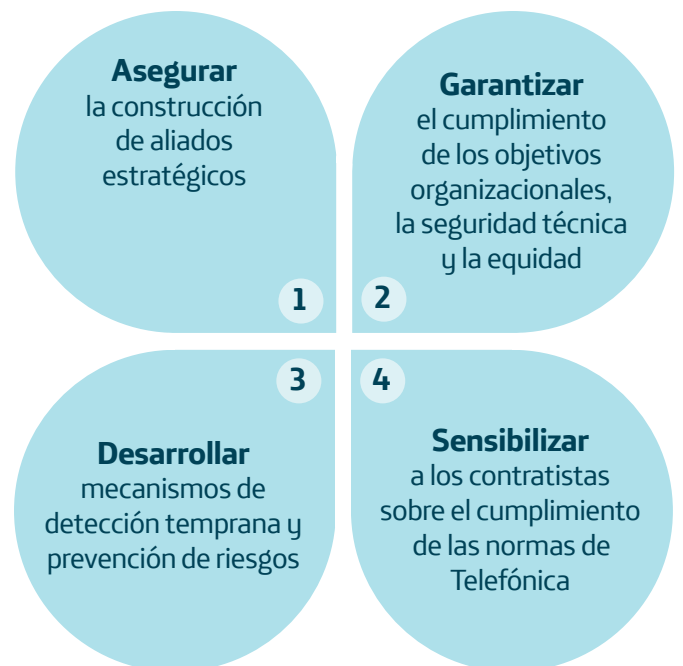 Asegurar
la construcción
de aliados
estratégicos
1
Garantizar
el cumplimiento
de los objetivos
organizacionales,
la seguridad técnica
y la equidad
2
3
Desarrollar
mecanismos de
detección temprana y
prevención de riesgos
4
Sensibilizar
a los contratistas
sobre el cumplimiento
de las normas de
Telefónica